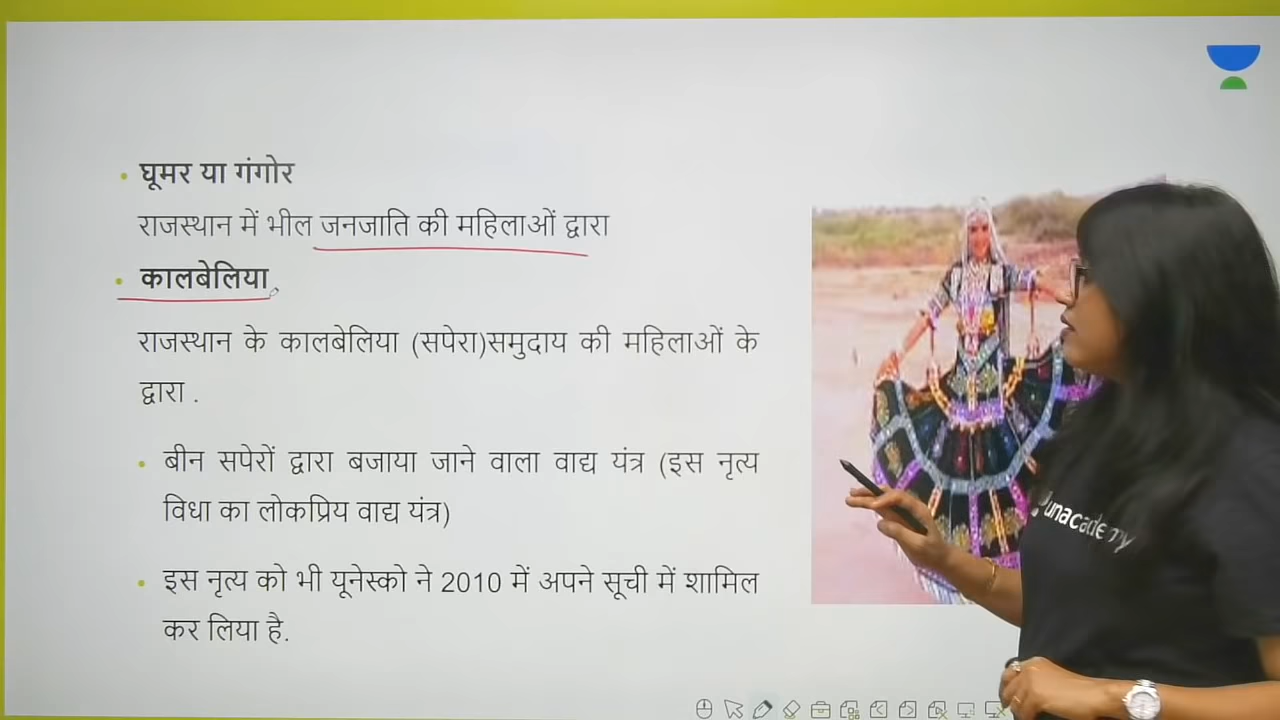 घूमर या गंगोर
राजस्थान में भील जनजाति की महिलाओं द्वारा
कालबेलिया
राजस्थान के कालबेलिया (सपेरा)समुदाय की महिलाओं के
द्वारा .
बीन सपेरों द्वारा बजाया जाने वाला वाद्य यंत्र (इस नृत्य
विधा का लोकप्रिय वाद्य यंत्र)
इस नृत्य को भी यूनेस्को ने 2010 में अपने सूची में शामिल
कर लिया है.
unacademy